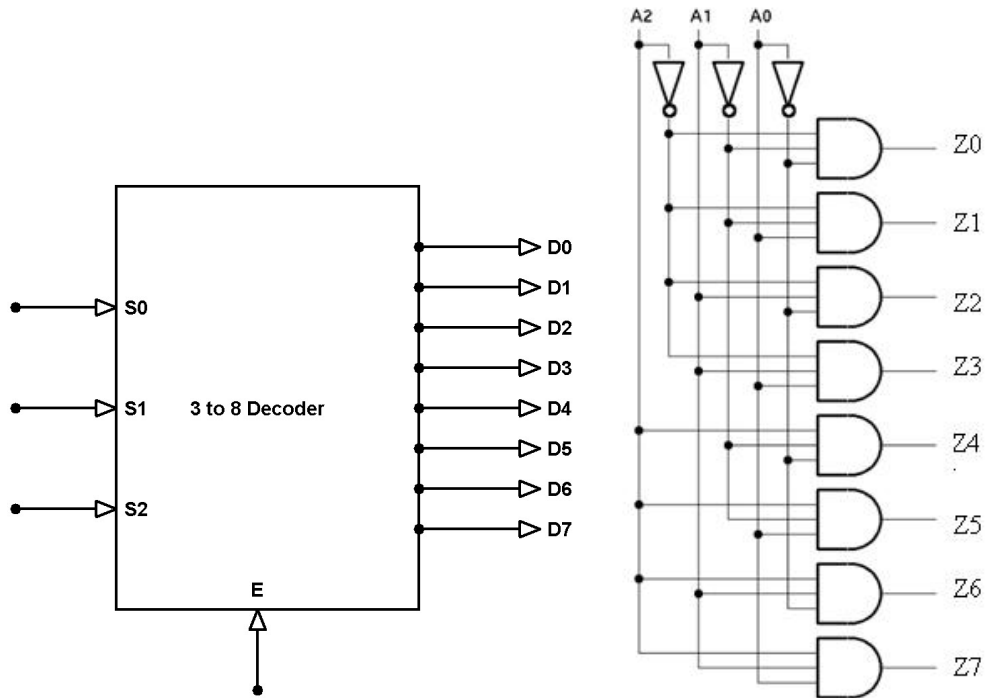 S0
S1
S2
3 to 8 Decoder
E
D0
D1
D2
D3
D4
D5
D6
D7
A2 A1 A0
Z0
Z1
Z2
Z3
Z4
Z5
Z6
Z7